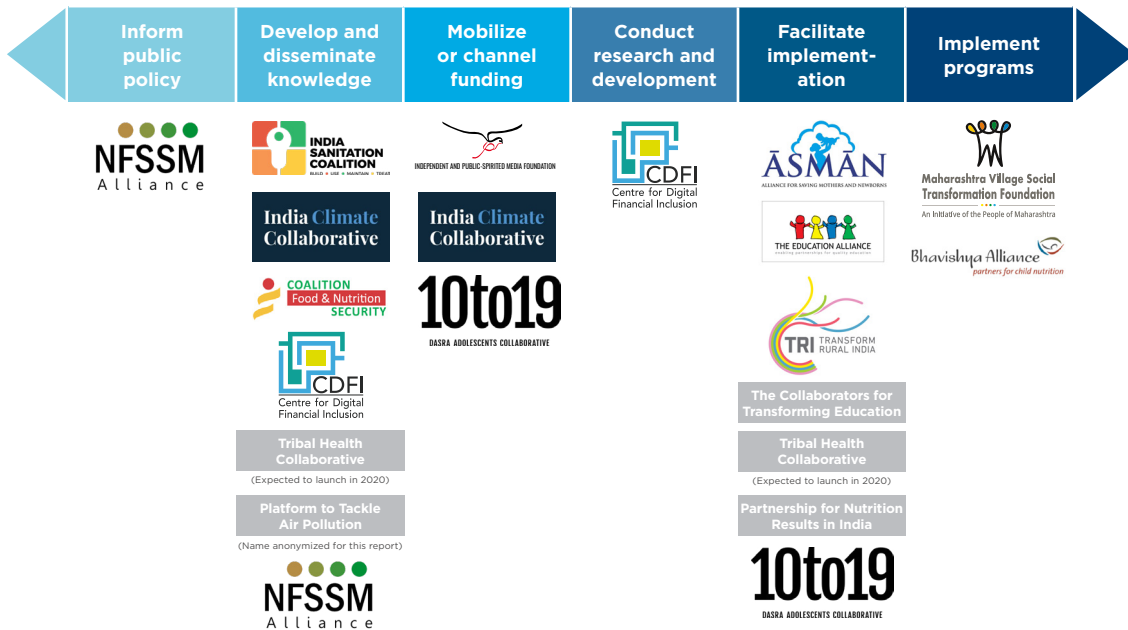 Inform
public
policy
Develop and
disseminate
knowledge
Mobilize
or channel
funding
Conduct
research and
development
Facilitate
implement-
ation
Implement
programs
NFSSM
Alliance
INDIA
SANITATION
COALITION
BUILD • USE • MAINTAIN • TREAT
India Climate
Collaborative
COALITION
Food & Nutrition
SECURITY
CDFI
Centre for Digital
Financial Inclusion
Tribal Health
Collaborative
(Expected to launch in 2020)
Platform to Tackle
Air Pollution
(Name anonymized for this report)
NFSSM
Alliance
INDEPENDENT AND PUBLIC-SPIRITED MEDIA FOUNDATION
India Climate
Collaborative
10to19
DASRA ADOLESCENTS COLLABORATIVE
CDFI
Centre for Digital
Financial Inclusion
ĀSMĀN
ALLIANCE FOR SAVING MOTHERS AND NEWBORNS
THE EDUCATION ALLIANCE
enabling partnerships for quality education
TRI TRANSFORM
RURAL INDIA
The Collaborators for
Transforming Education
Tribal Health
Collaborative
(Expected to launch in 2020)
Partnership for Nutrition
Results in India
10to19
DASRA ADOLESCENTS COLLABORATIVE
Maharashtra Village Social
Transformation Foundation
An Initiative of the People of Maharashtra
Bhavishya Alliance
partners for child nutrition